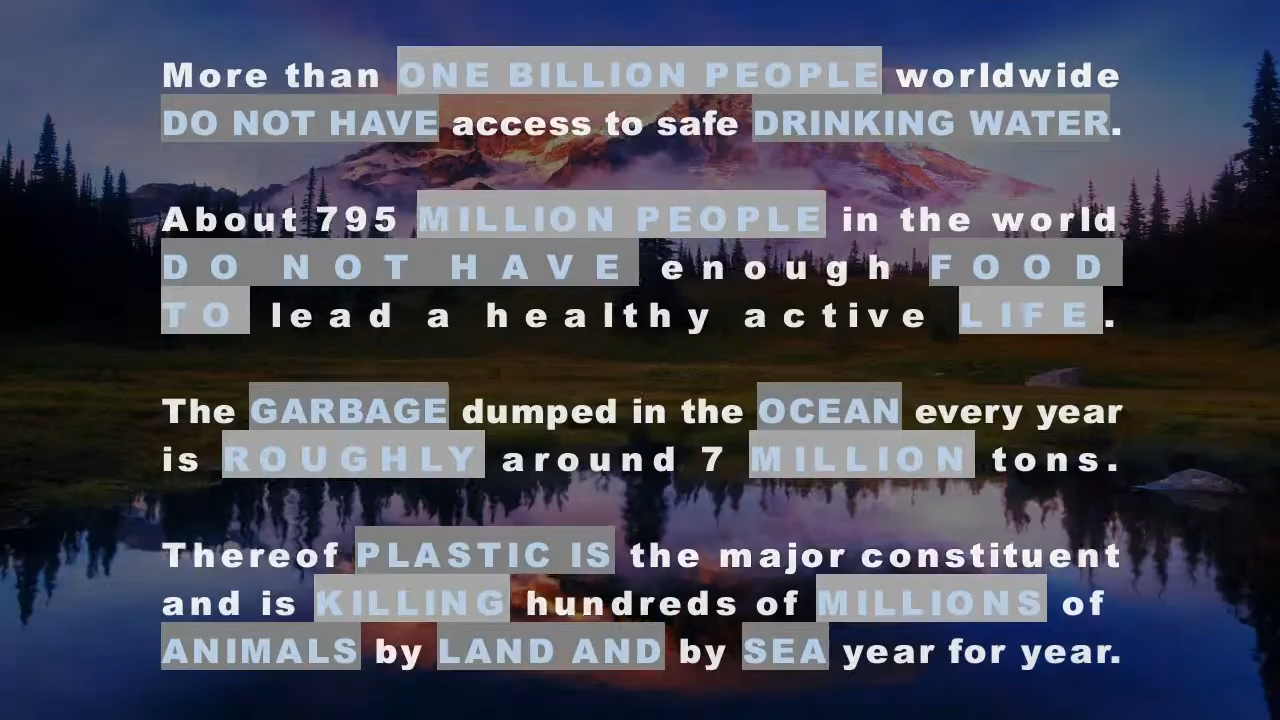 More than ONE BILLION PEOPLE worldwide
DO NOT HAVE access to safe DRINKING WATER.
About 795 MILLION PEOPLE in the world
DO NOT HAVE enough FOOD
TO lead a healthy active LIFE.
The GARBAGE dumped in the OCEAN every year
is ROUGHLY around 7 MILLION tons.
Thereof PLASTIC IS the major constituent
and is KILLING hundreds of MILLIONS of
ANIMALS by LAND AND by SEA year for year.